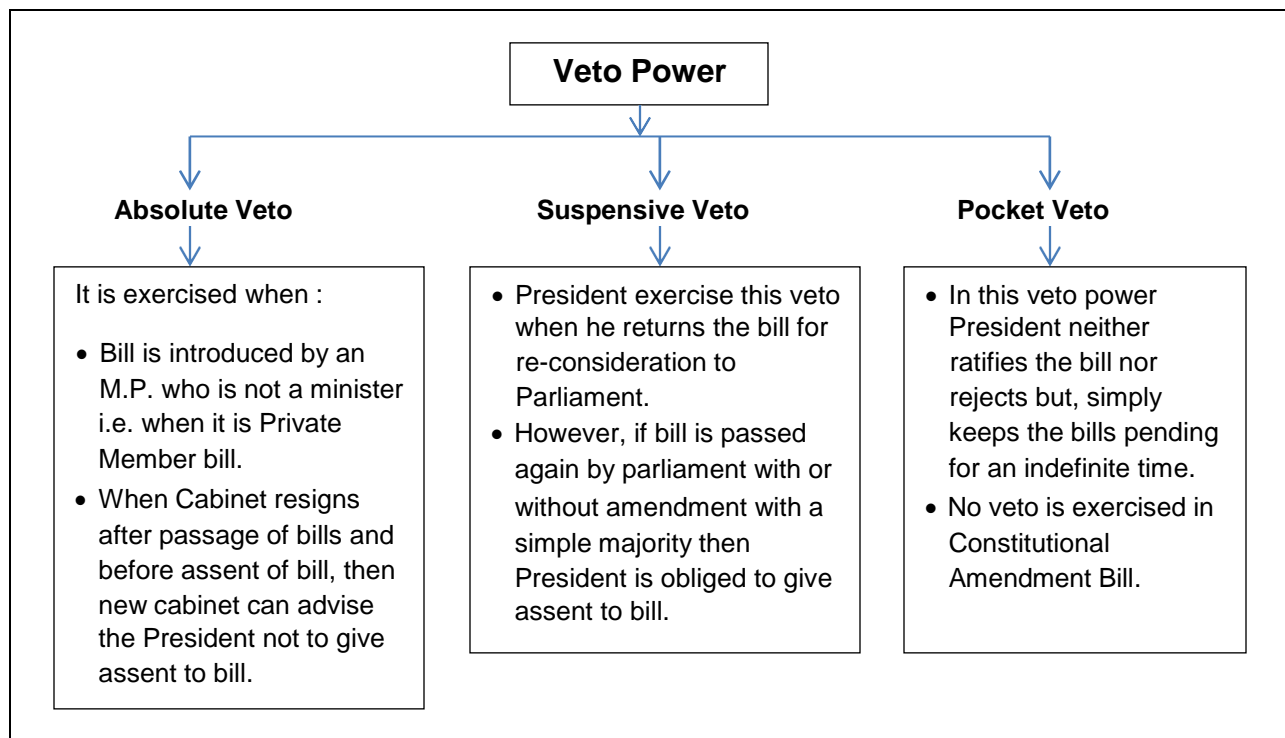 Veto Power
Absolute Veto
Suspensive Veto
Pocket Veto
It is exercised when :
• Bill is introduced by an
M.P. who is not a minister
i.e. when it is Private
Member bill.
• When Cabinet resigns
after passage of bills and
before assent of bill, then
new cabinet can advise
the President not to give
assent to bill.
• President exercise this veto
when he returns the bill for
re-consideration to
Parliament.
• However, if bill is passed
again by parliament with or
without amendment with a
simple majority then
President is obliged to give
assent to bill.
• In this veto power
President neither
ratifies the bill nor
rejects but, simply
keeps the bills pending
for an indefinite time.
• No veto is exercised in
Constitutional
Amendment Bill.